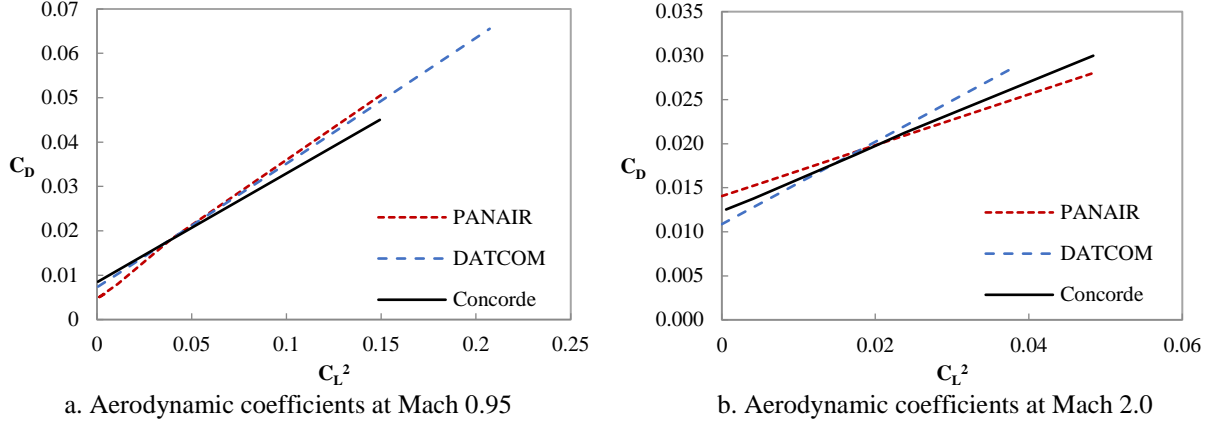 0.07
0.06
0.05
0.04
0.03
0.02
0.01
0
C_D
0
0.05
0.1
0.15
0.2
0.25
C_L²
PANAIR
DATCOM
Concorde
a. Aerodynamic coefficients at Mach 0.95
0.035
0.030
0.025
0.020
0.015
0.010
0.005
0.000
C_D
0
0.02
0.04
0.06
C_L²
PANAIR
DATCOM
Concorde
b. Aerodynamic coefficients at Mach 2.0